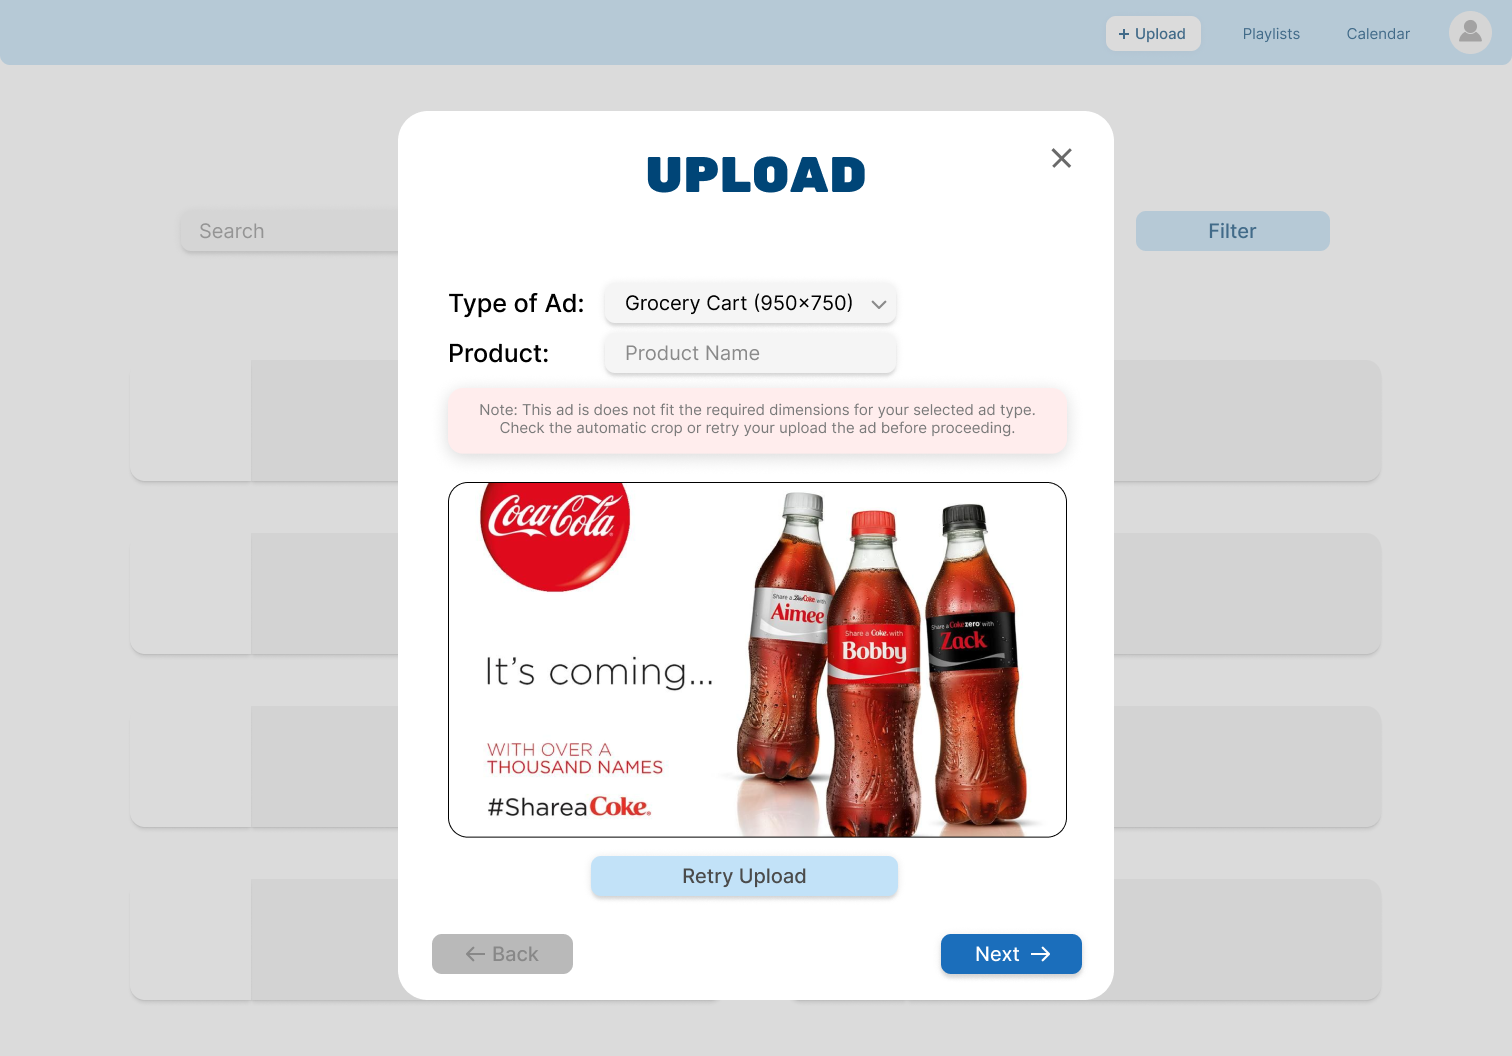 + Upload
Playlists
Calendar
UPLOAD
Search
Filter
Type of Ad:
Grocery Cart (950×750)
Product:
Product Name
Note: This ad is does not fit the required dimensions for your selected ad type.
Check the automatic crop or retry your upload the ad before proceeding.
Coca-Cola
Share a Diet Coke with
Aimee
Share a Coke with
Bobby
Share a Coke zero with
Zack
It's coming...
WITH OVER A
THOUSAND NAMES
#ShareaCoke
Retry Upload
← Back
Next →